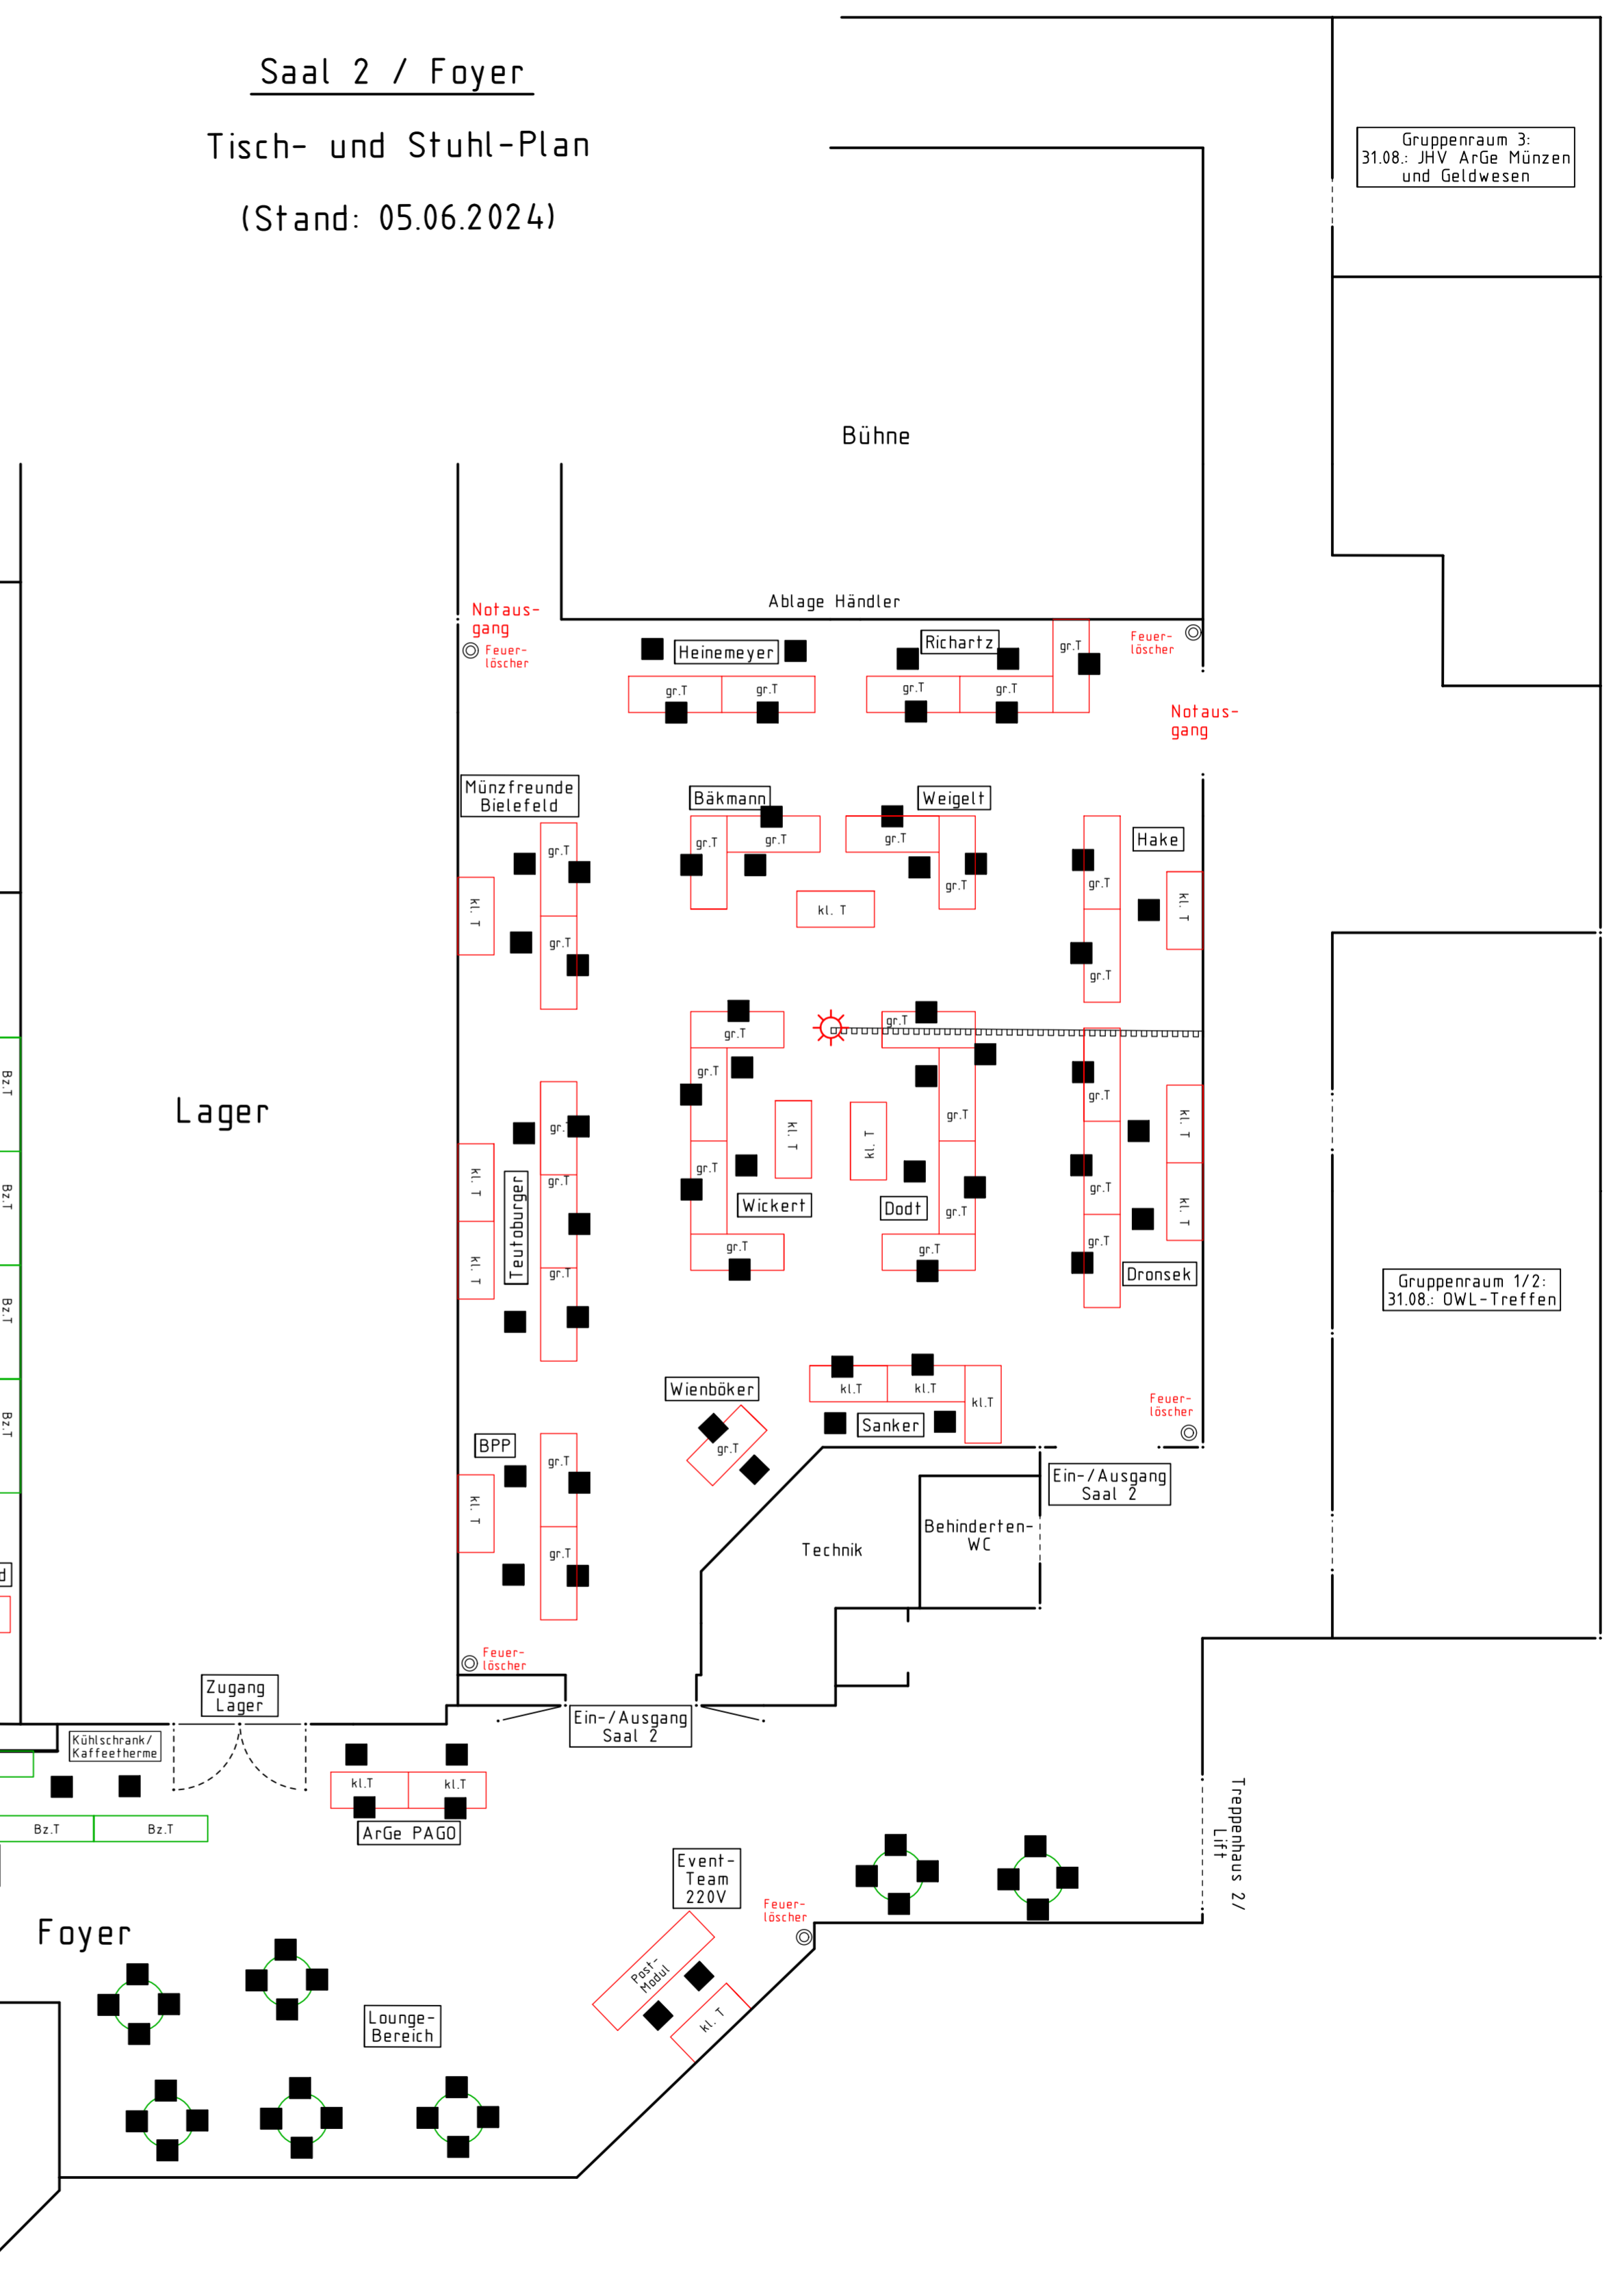 Saal 2 / Foyer
Tisch- und Stuhl-Plan
(Stand: 05.06.2024)
Gruppenraum 3:
31.08.: JHV ArGe Münzen
und Geldwesen
Bühne
Ablage Händler
Notaus-
gang
Feuer-
löscher
Heinemeyer
gr.T
gr.T
Richartz
gr.T
gr.T
gr.T
Feuer-
löscher
Notaus-
gang
Münzfreunde
Bielefeld
gr.T
gr.T
kl. T
Bäkmann
gr.T
gr.T
Weigelt
gr.T
gr.T
kl. T
Hake
gr.T
gr.T
kl. T
Lager
Bz.T
Bz.T
Bz.T
Bz.T
Teutoburger
gr.T
gr.T
gr.T
kl. T
kl. T
gr.T
gr.T
gr.T
gr.T
kl. T
Wickert
gr.T
gr.T
gr.T
gr.T
kl. T
Dodt
gr.T
gr.T
gr.T
kl. T
kl. T
Dronsek
Gruppenraum 1/2:
31.08.: OWL-Treffen
Wienböker
gr.T
kl.T
kl.T
kl.T
Sanker
Feuer-
löscher
BPP
gr.T
gr.T
kl. T
Ein-/Ausgang
Saal 2
Behinderten-
WC
Technik
d
Feuer-
löscher
Zugang
Lager
Ein-/Ausgang
Saal 2
Kühlschrank/
Kaffeetherme
Bz.T
Bz.T
kl.T
kl.T
ArGe PAGO
Treppenhaus 2/
Lift
Event-
Team
220V
Feuer-
löscher
Post-
Modul
kl. T
Foyer
Lounge-
Bereich